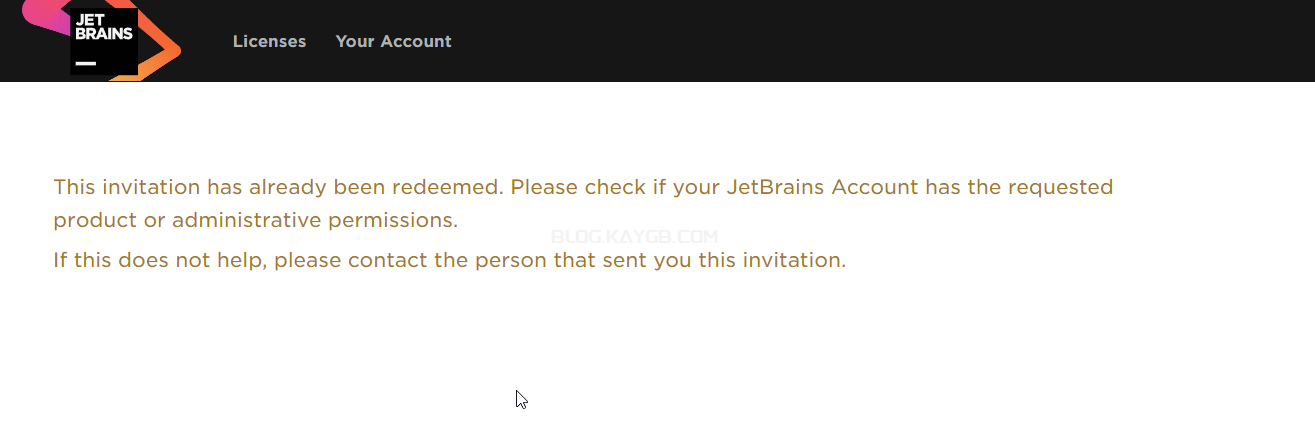 JET
BRAINS
Licenses
Your Account
This invitation has already been redeemed. Please check if your JetBrains Account has the requested
product or administrative permissions.
BLOG.KAYGB.COM
If this does not help, please contact the person that sent you this invitation.